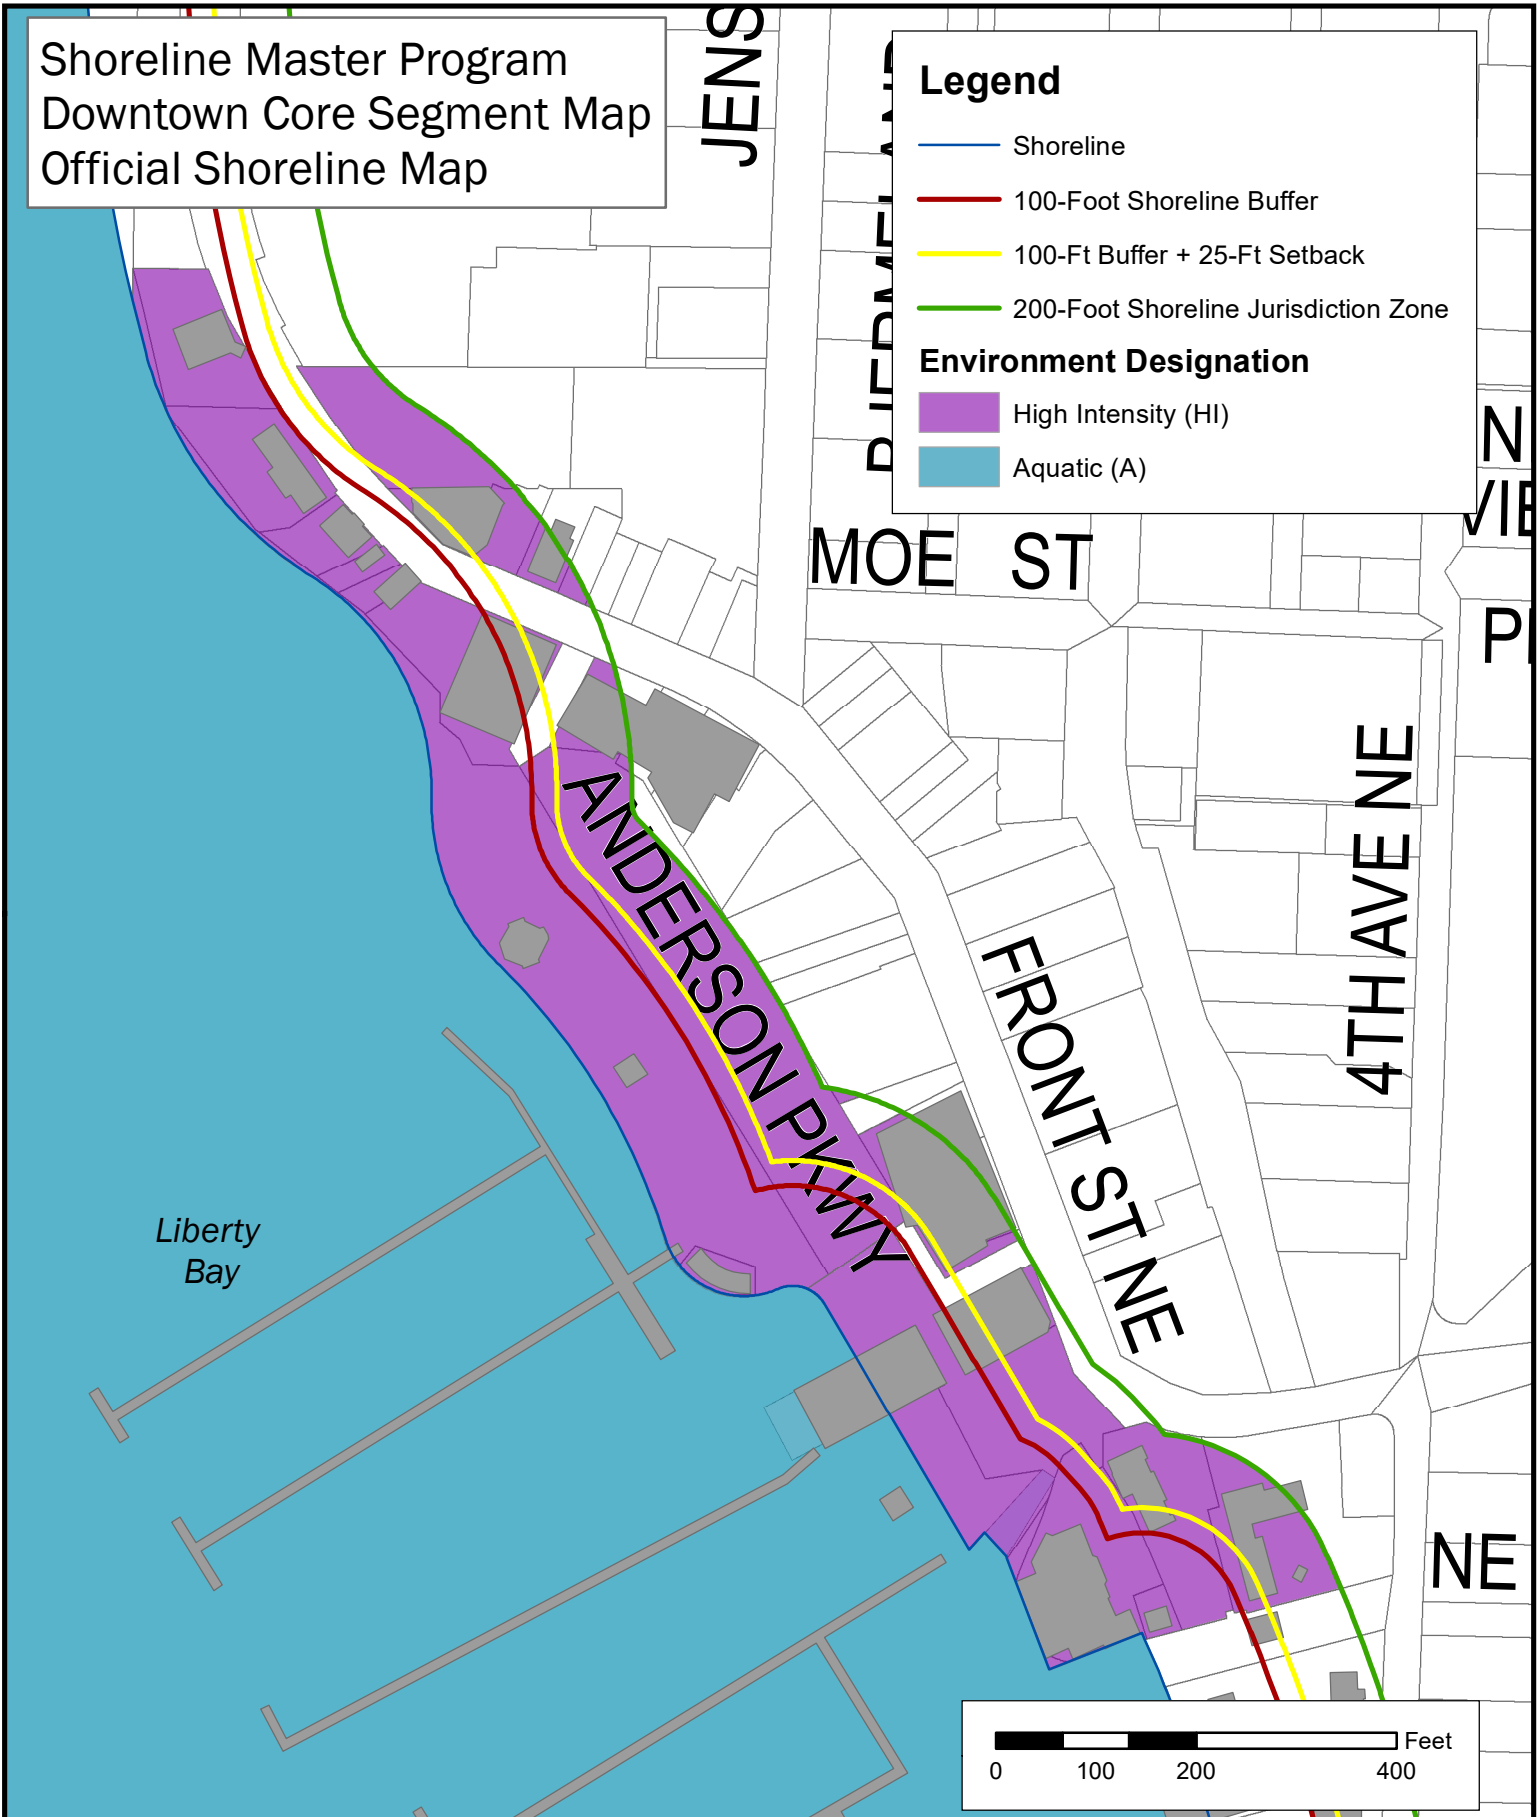 Shoreline Master Program
Downtown Core Segment Map
Official Shoreline Map
JENS
Legend
Shoreline
100-Foot Shoreline Buffer
100-Ft Buffer + 25-Ft Setback
200-Foot Shoreline Jurisdiction Zone
Environment Designation
High Intensity (HI)
Aquatic (A)
N
MOE ST
4TH AVE NE
ANDERSON PKWY
FRONT ST NE
Liberty
Bay
NE
Feet
0 100 200 400